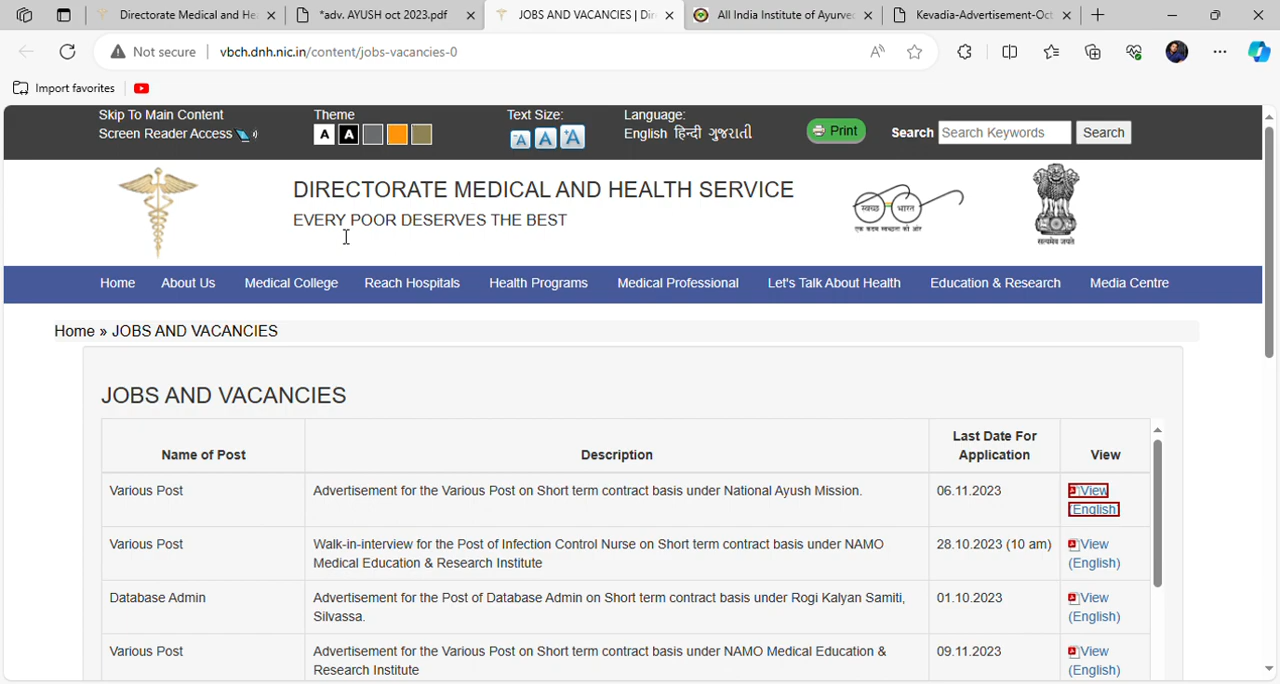 Directorate Medical and He
*adv. AYUSH oct 2023.pdf
JOBS AND VACANCIES | Dir
All India Institute of Ayurved
Kevadia-Advertisement-Oct
Not secure
vbch.dnh.nic.in/content/jobs-vacancies-0
Import favorites
Skip To Main Content
Screen Reader Access
Theme
A A
Text Size:
-A A +A
Language:
English हिन्दी ગુજરાતી
Print
Search Search Keywords Search
DIRECTORATE MEDICAL AND HEALTH SERVICE
EVERY POOR DESERVES THE BEST
स्वच्छ भारत
एक कदम स्वच्छता की ओर
सत्यमेव जयते
Home About Us Medical College Reach Hospitals Health Programs Medical Professional Let's Talk About Health Education & Research Media Centre
Home » JOBS AND VACANCIES
JOBS AND VACANCIES
Name of Post
Description
Last Date For
Application
View
Various Post
Advertisement for the Various Post on Short term contract basis under National Ayush Mission.
06.11.2023
View
(English)
Various Post
Walk-in-interview for the Post of Infection Control Nurse on Short term contract basis under NAMO
Medical Education & Research Institute
28.10.2023 (10 am)
View
(English)
Database Admin
Advertisement for the Post of Database Admin on Short term contract basis under Rogi Kalyan Samiti,
Silvassa.
01.10.2023
View
(English)
Various Post
Advertisement for the Various Post on Short term contract basis under NAMO Medical Education &
Research Institute
09.11.2023
View
(English)